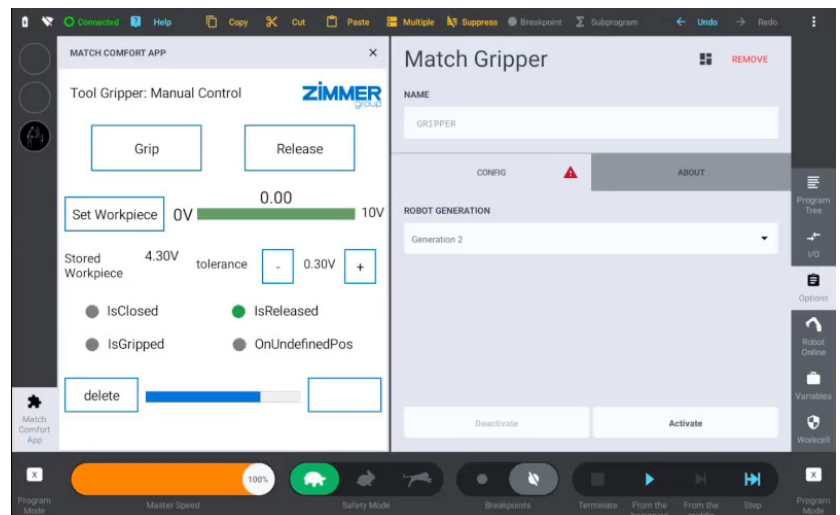 Connected
Help
Copy
Cut
Paste
Multiple
Suppress
Breakpoint
Subprogram
Undo
Redo
MATCH COMFORT APP
Tool Gripper: Manual Control
ZIMMER
group
Grip
Release
0.00
Set Workpiece
0V
10V
Stored
Workpiece
4.30V
tolerance
-
0.30V
+
IsClosed
IsReleased
IsGripped
OnUndefinedPos
delete
Match
Comfort
App
Match Gripper
REMOVE
NAME
GRIPPER
CONFIG
ABOUT
ROBOT GENERATION
Generation 2
Deactivate
Activate
Program
Tree
I/O
Options
Robot
Online
Variables
Workcell
X
Program
Mode
100%
Master Speed
Safety Mode
Breakpoints
Terminate
From the
beginning
From the
middle
Step
X
Program
Mode